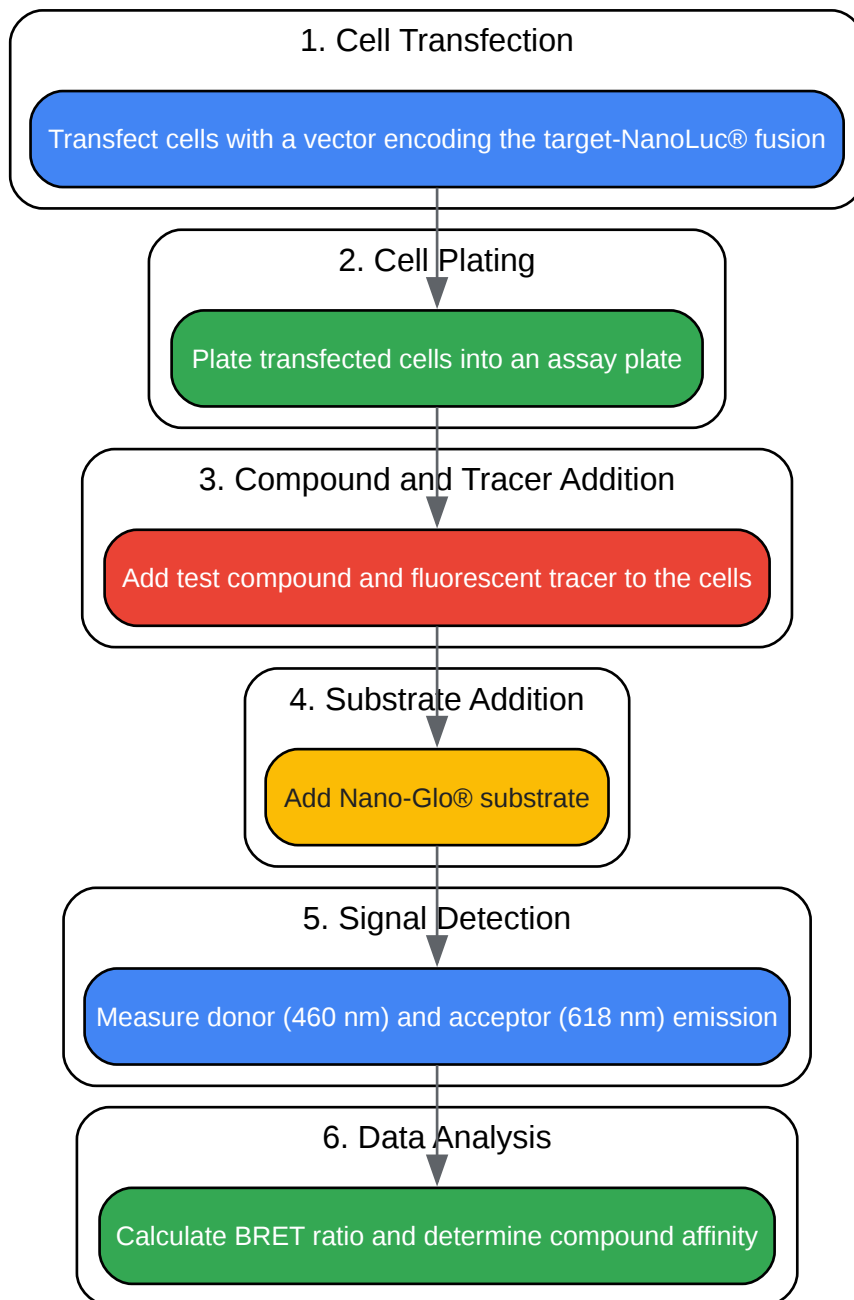 1. Cell Transfection
Transfect cells with a vector encoding the target-NanoLuc® fusion
2. Cell Plating
Plate transfected cells into an assay plate
3. Compound and Tracer Addition
Add test compound and fluorescent tracer to the cells
4. Substrate Addition
Add Nano-Glo® substrate
5. Signal Detection
Measure donor (460 nm) and acceptor (618 nm) emission
6. Data Analysis
Calculate BRET ratio and determine compound affinity